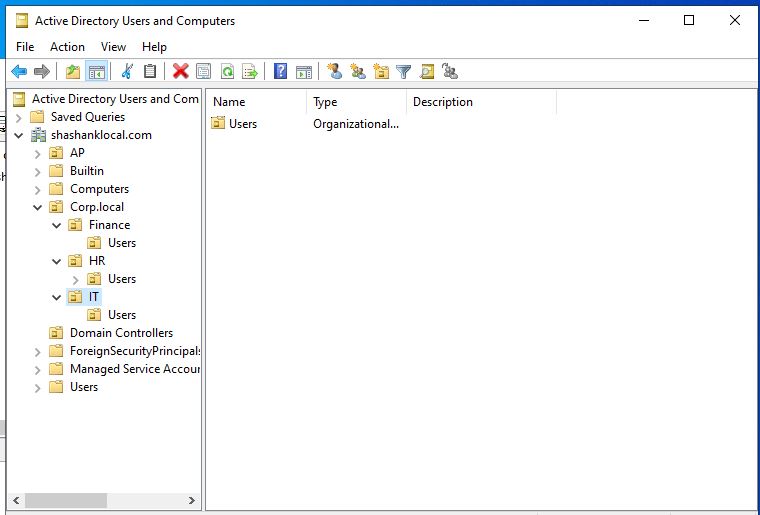 Active Directory Users and Computers
File Action View Help
Active Directory Users and Com
Saved Queries
shashanklocal.com
AP
Builtin
Computers
Corp.local
Finance
Users
HR
Users
IT
Users
Domain Controllers
ForeignSecurityPrincipals
Managed Service Accour
Users
Name Type Description
Users Organizational...